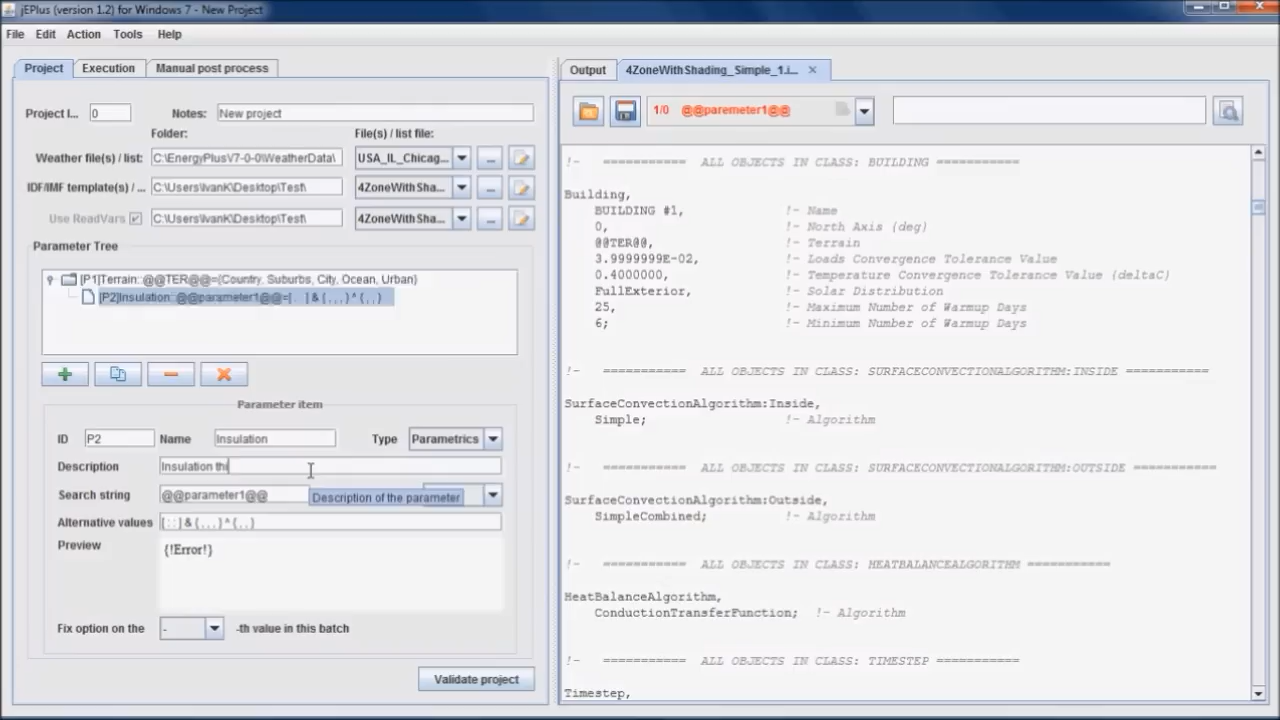 jEPlus (version 1.2) for Windows 7 - New Project
File Edit Action Tools Help
Project Execution Manual post process
Project I... 0 Notes: New project
Folder: File(s) / list file:
Weather file(s) / list: C:\EnergyPlusV7-0-0\WeatherData\ USA_IL_Chicag... ...
IDF/IMF template(s) / ... C:\Users\IvanK\Desktop\Test\ 4ZoneWithSha... ...
Use ReadVars C:\Users\IvanK\Desktop\Test\ 4ZoneWithSha... ...
Parameter Tree
[P1]Terrain:: @@TER@@={Country, Suburbs, City, Ocean, Urban}
[P2]Insulation::@@parameter1@@=[ : : ] & { , , , } ^ { , , }
Parameter item
ID P2 Name Insulation Type Parametrics
Description Insulation thi
Search string @@parameter1@@
Description of the parameter
Alternative values [ : : ] & { , , , } ^ { , , }
Preview {!Error!}
Fix option on the - -th value in this batch
Validate project
Output 4ZoneWithShading_Simple_1.i...
1/0 @@paremeter1@@
!- =========== ALL OBJECTS IN CLASS: BUILDING ===========
Building,
BUILDING #1, !- Name
0, !- North Axis (deg)
@@TER@@, !- Terrain
3.9999999E-02, !- Loads Convergence Tolerance Value
0.4000000, !- Temperature Convergence Tolerance Value (deltaC)
FullExterior, !- Solar Distribution
25, !- Maximum Number of Warmup Days
6; !- Minimum Number of Warmup Days
!- =========== ALL OBJECTS IN CLASS: SURFACECONVECTIONALGORITHM:INSIDE ===========
SurfaceConvectionAlgorithm:Inside,
Simple; !- Algorithm
!- =========== ALL OBJECTS IN CLASS: SURFACECONVECTIONALGORITHM:OUTSIDE ===========
SurfaceConvectionAlgorithm:Outside,
SimpleCombined; !- Algorithm
!- =========== ALL OBJECTS IN CLASS: HEATBALANCEALGORITHM ===========
HeatBalanceAlgorithm,
ConductionTransferFunction; !- Algorithm
!- =========== ALL OBJECTS IN CLASS: TIMESTEP ===========
Timestep,